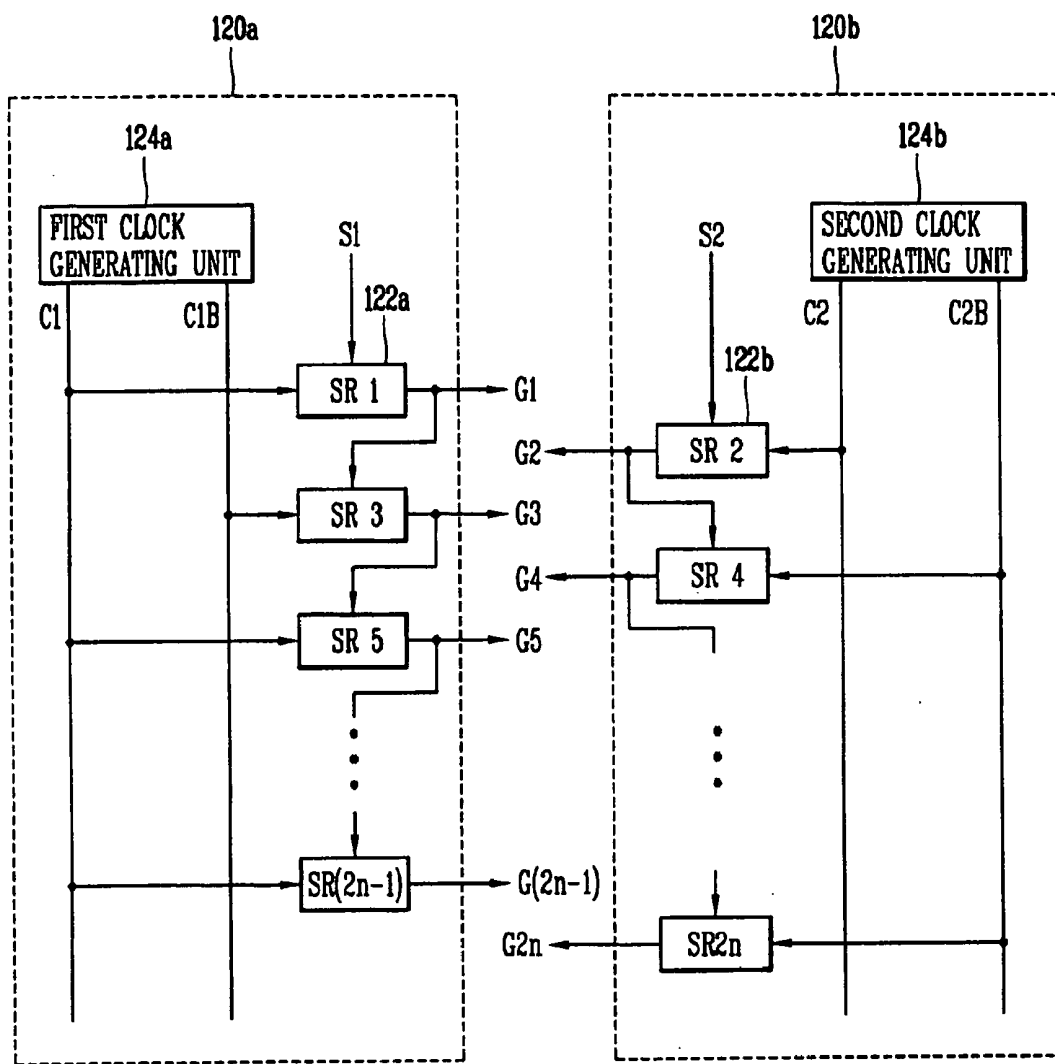 120a
120b
124a
124b
FIRST CLOCK
GENERATING UNIT
S1
S2
SECOND CLOCK
GENERATING UNIT
C1
C1B
122a
C2
C2B
SR 1
G1
122b
G2
SR 2
SR 3
G3
G4
SR 4
SR 5
G5
SR(2n-1)
G(2n-1)
G2n
SR2n